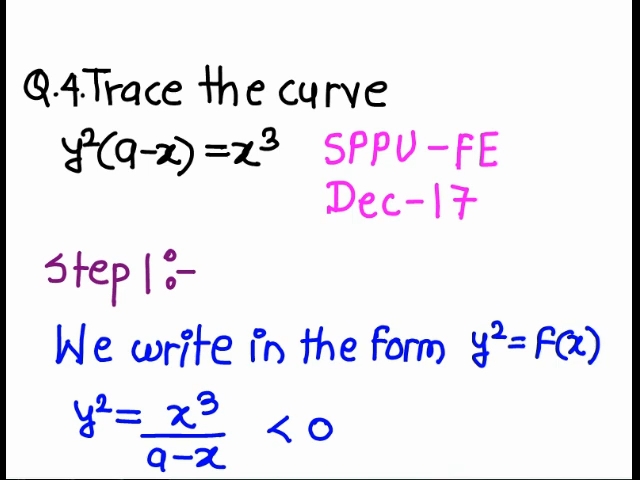 Q.4.Trace the curve
y²(a-x)=x³ SPPU-FE
Dec-17
Step 1:-
We write in the form y²=f(x)
y²= x³/a-x < 0